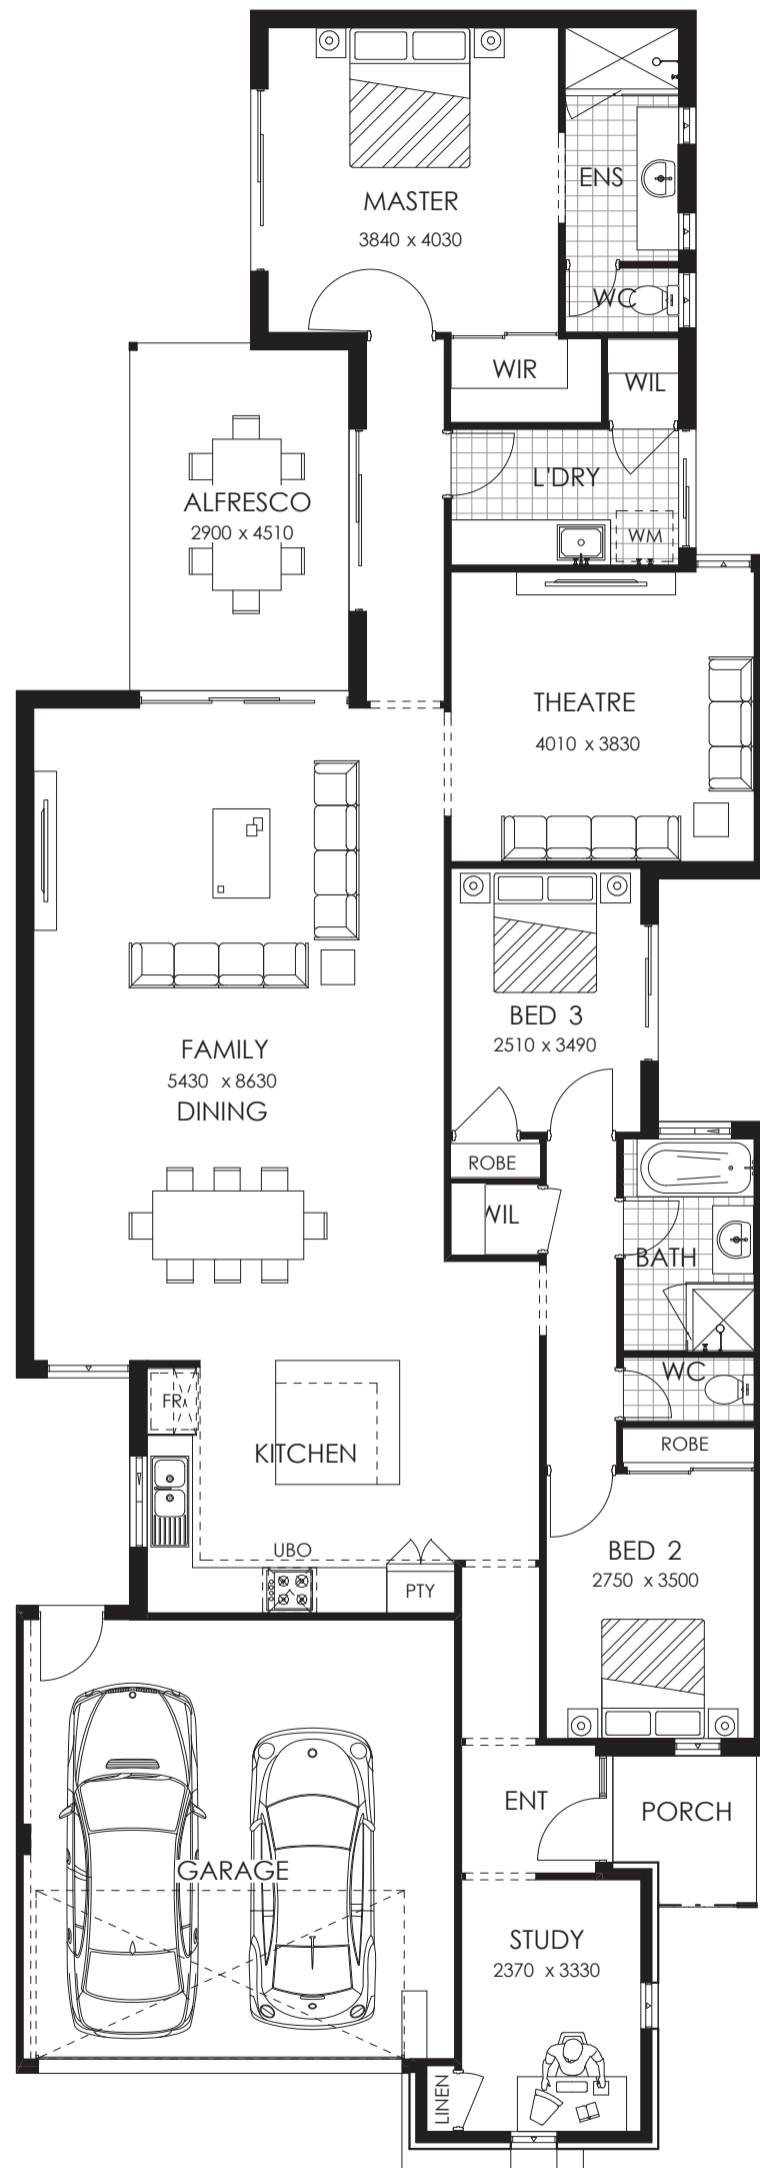 ENS
MASTER
3840 x 4030
WC
WIR
WIL
L'DRY
ALFRESCO
2900 x 4510
WM
THEATRE
4010 x 3830
BED 3
2510 x 3490
FAMILY
5430 x 8630
DINING
ROBE
WIL
BATH
WC
FR
ROBE
KITCHEN
UBO
BED 2
2750 x 3500
PTY
ENT
PORCH
GARAGE
STUDY
2370 x 3330
LINEN